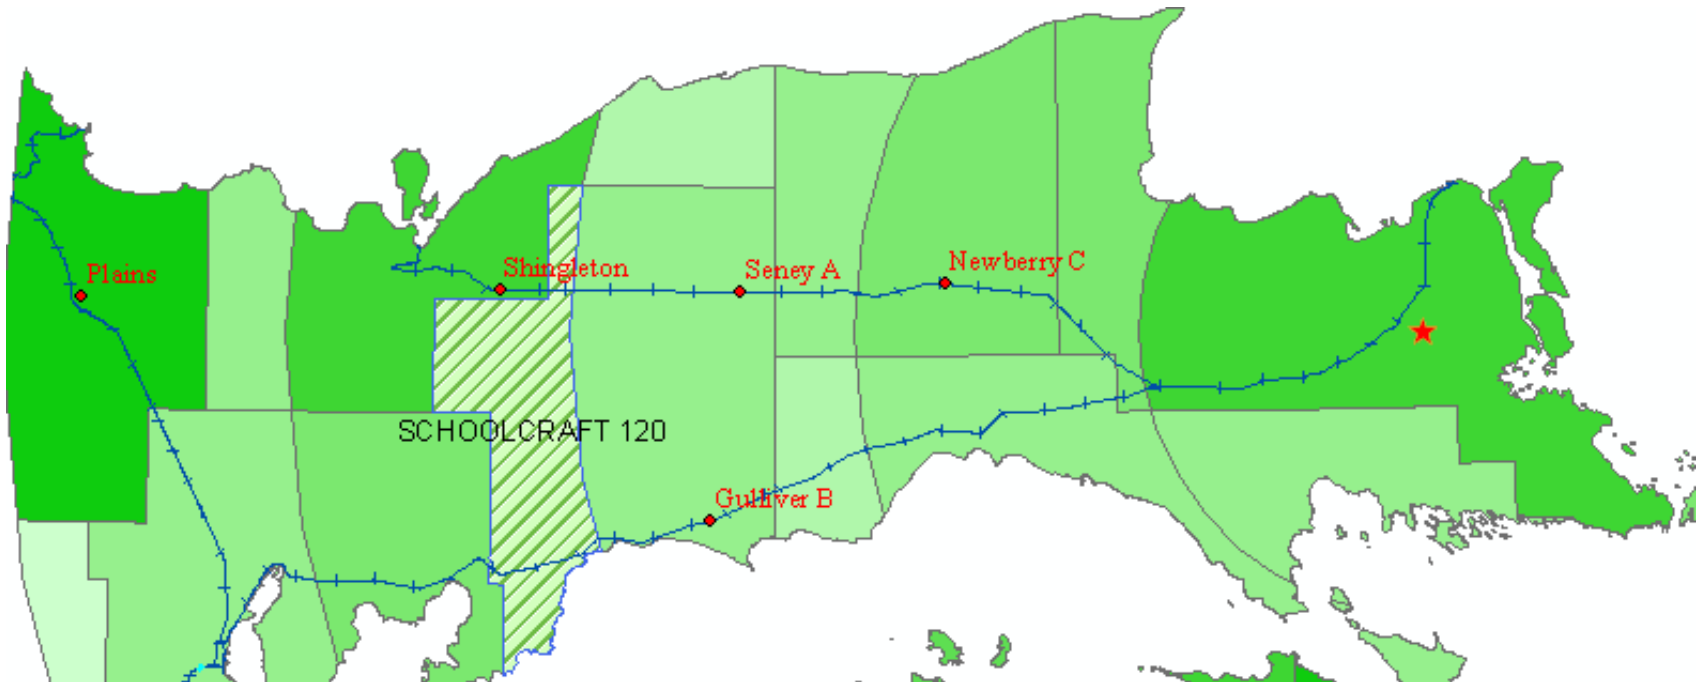 Newberry C
Plains
Shingleton
Seney A
SCHOOLCRAFT 120
Gulliver B